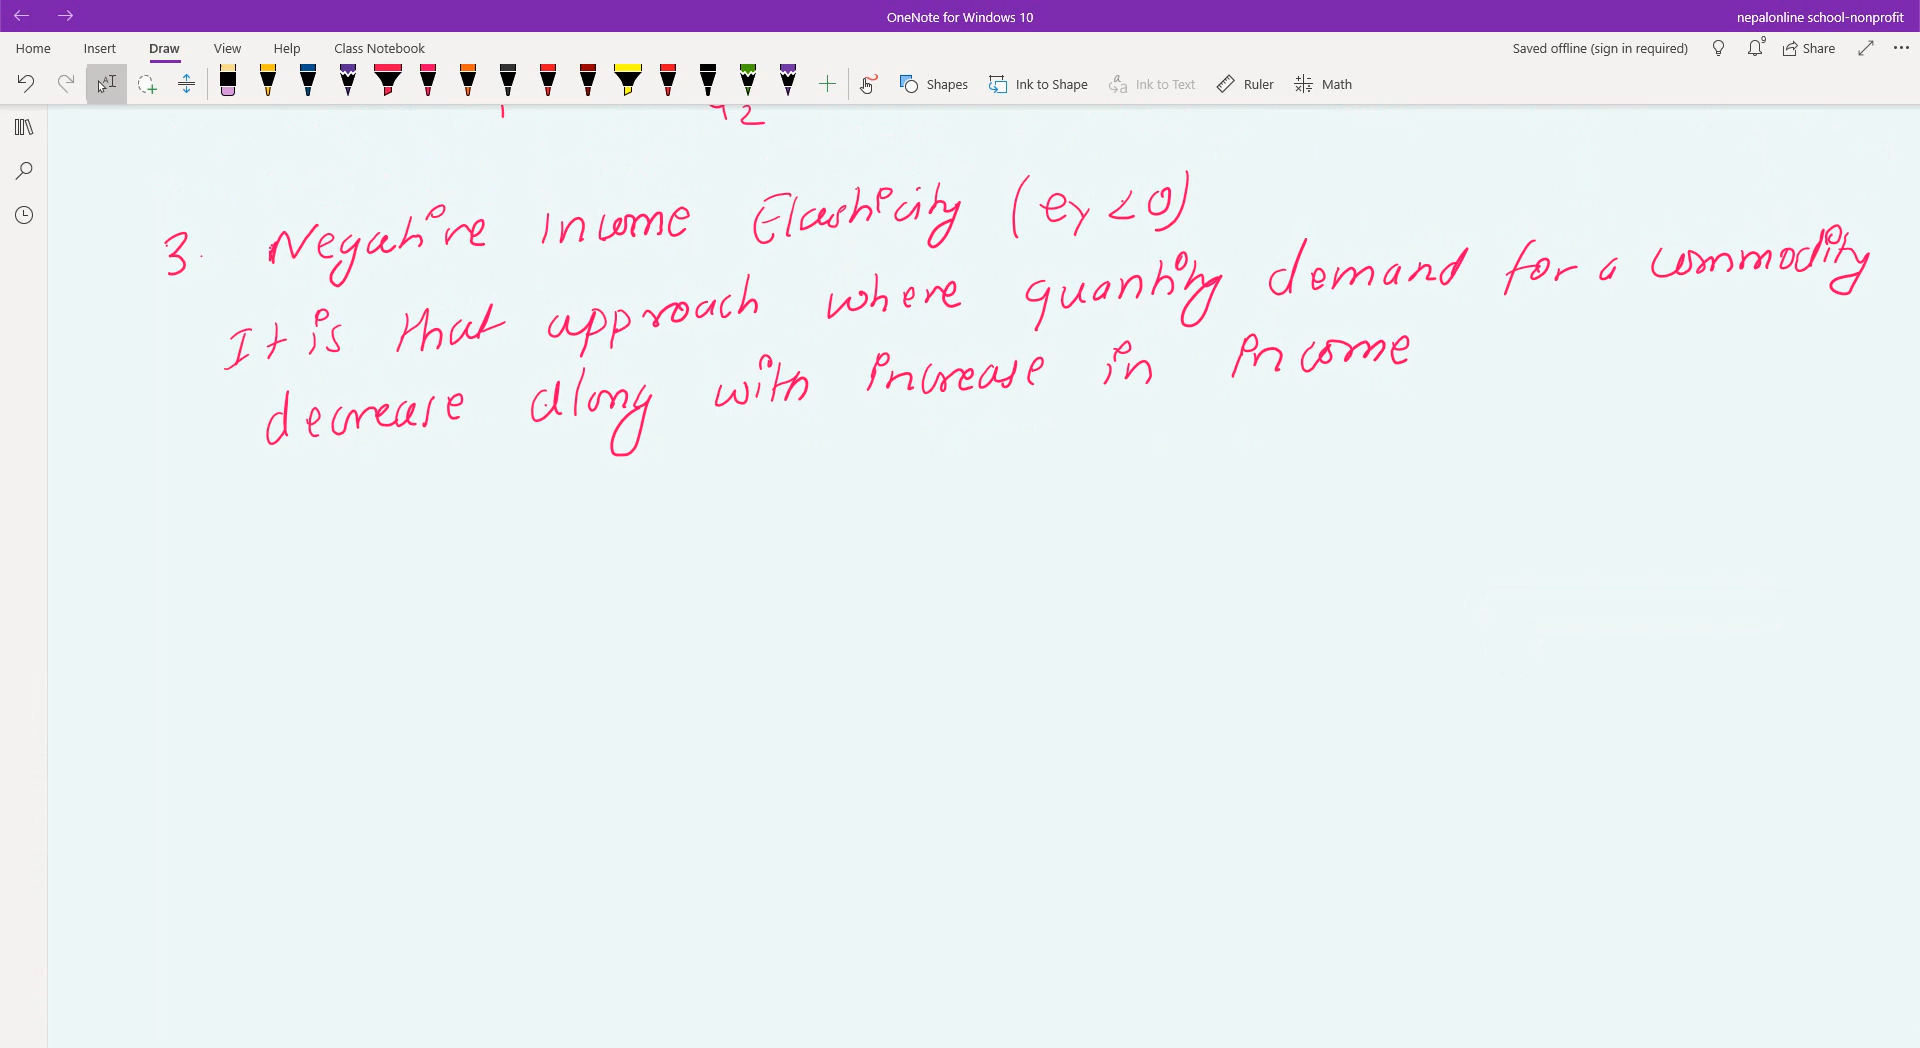 OneNote for Windows 10
nepalonline school-nonprofit
Home Insert Draw View Help Class Notebook
Saved offline (sign in required)
9
Share
Shapes Ink to Shape Ink to Text Ruler Math
2
3. Negative Income Elasticity (ey < 0)
It is that approach where quantity demand for a commodity
decrease along with increase in income